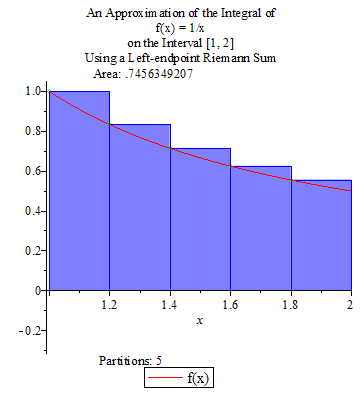 An Approximation of the Integral of
f(x) = 1/x
on the Interval [1, 2]
Using a Left-endpoint Riemann Sum
Area: .7456349207
1.0
0.8
0.6
0.4
0.2
0
-0.2
1.2 1.4 1.6 1.8 2
x
Partitions: 5
f(x)